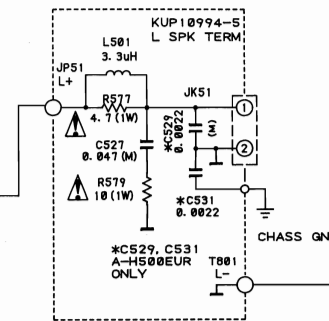 KUP10994-5
L SPK TERM
L501
3.3uH
JP51
L+
R577
4.7(1W)
JK51
1
*C529
0.0022
(M)
C527
0.047(M)
2
R579
10(1W)
*C531
0.0022
CHASS GN
*C529, C531
A-H500EUR
ONLY
T801
L-